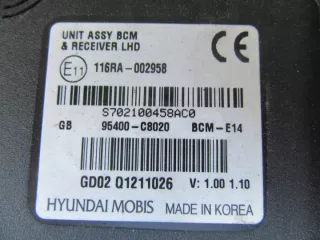 UNIT ASSY BCM
& RECEIVER LHD
CE
E11 116RA-002958
S702100458AC0
GB 95400-C8020 BCM-E14
GD02 Q1211026 V: 1.00 1.10
HYUNDAI MOBIS MADE IN KOREA